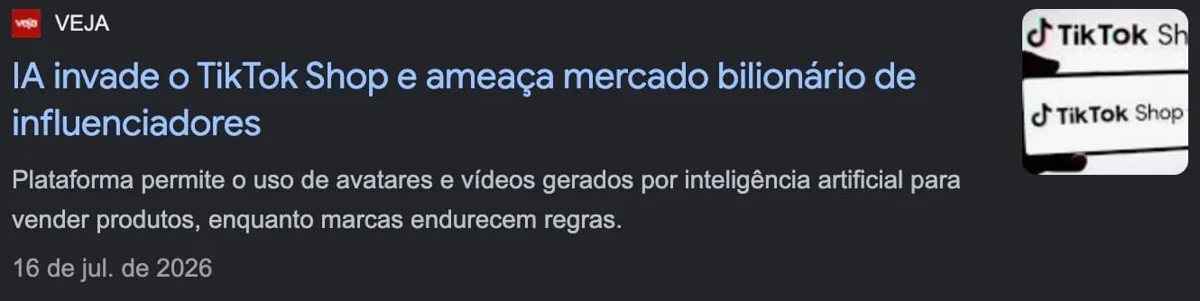 veja VEJA
IA invade o TikTok Shop e ameaça mercado bilionário de
influenciadores
Plataforma permite o uso de avatares e vídeos gerados por inteligência artificial para
vender produtos, enquanto marcas endurecem regras.
16 de jul. de 2026
TikTok Sh
TikTok Shop